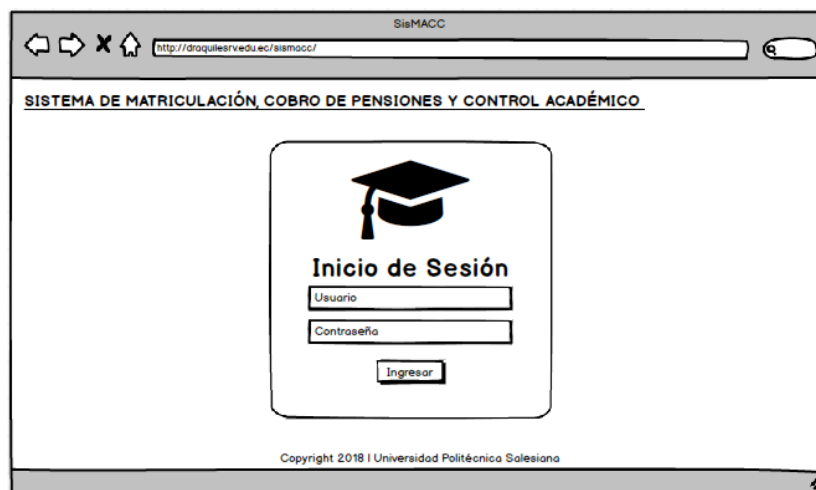 SisMACC
http://draquilesrv.edu.ec/sismacc/
SISTEMA DE MATRICULACIÓN, COBRO DE PENSIONES Y CONTROL ACADÉMICO
Inicio de Sesión
Usuario
Contraseña
Ingresar
Copyright 2018 | Universidad Politécnica Salesiana